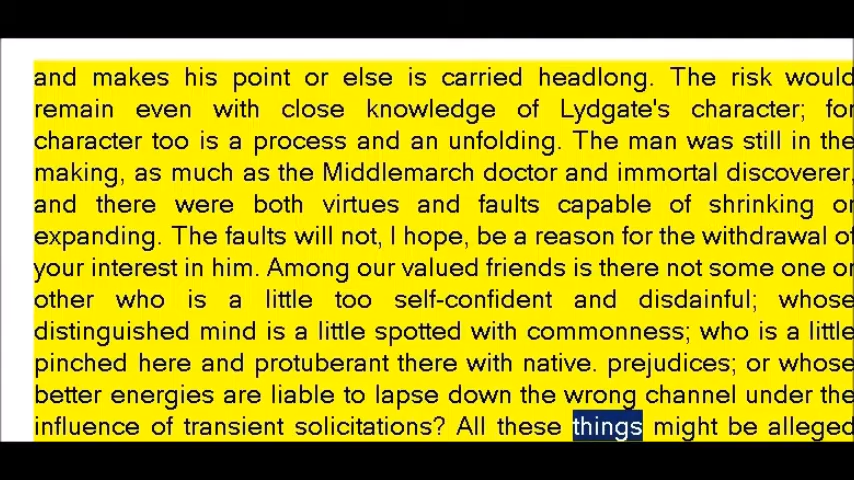 and makes his point or else is carried headlong. The risk would
remain even with close knowledge of Lydgate's character; for
character too is a process and an unfolding. The man was still in the
making, as much as the Middlemarch doctor and immortal discoverer,
and there were both virtues and faults capable of shrinking or
expanding. The faults will not, I hope, be a reason for the withdrawal of
your interest in him. Among our valued friends is there not some one or
other who is a little too self-confident and disdainful; whose
distinguished mind is a little spotted with commonness; who is a little
pinched here and protuberant there with native. prejudices; or whose
better energies are liable to lapse down the wrong channel under the
influence of transient solicitations? All these things might be alleged